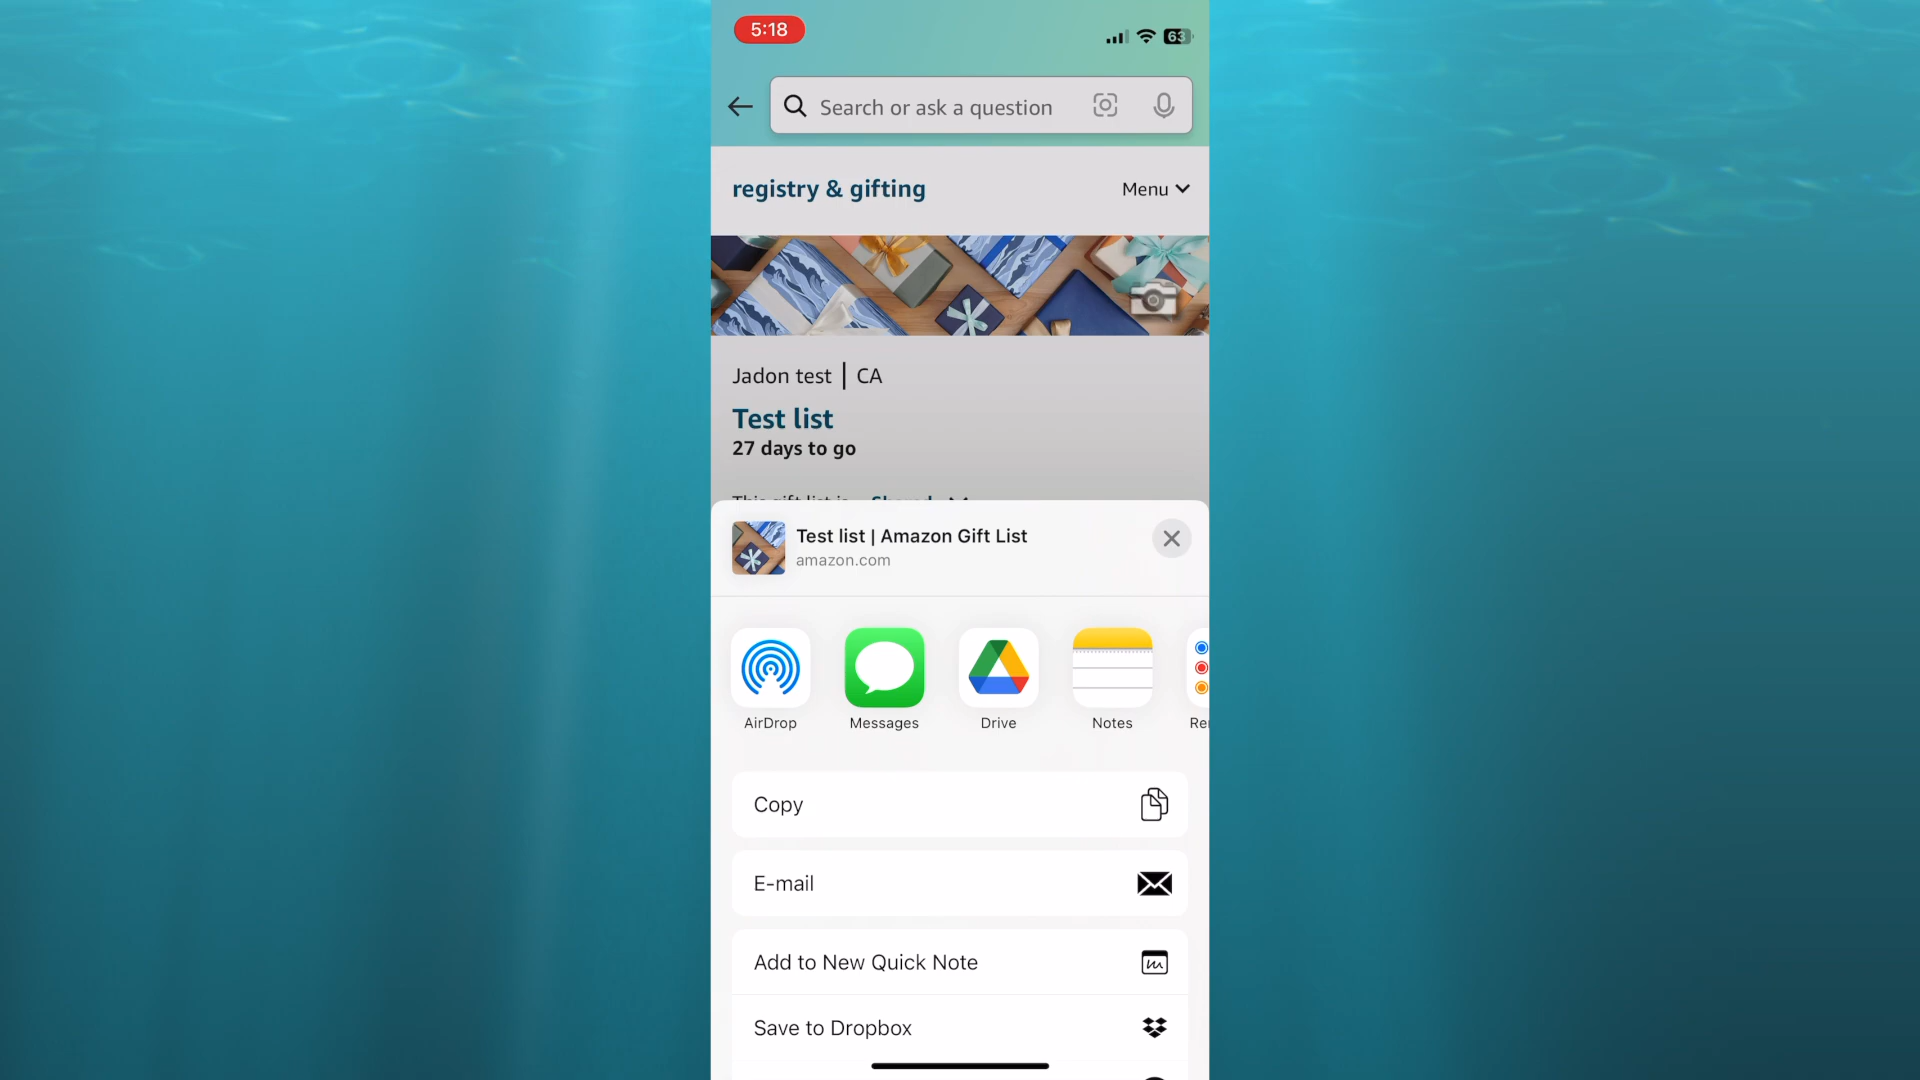 5:18
63
Search or ask a question
registry & gifting
Menu
Jadon test | CA
Test list
27 days to go
This gift list is Shared
Test list | Amazon Gift List
amazon.com
AirDrop
Messages
Drive
Notes
Copy
E-mail
Add to New Quick Note
Save to Dropbox